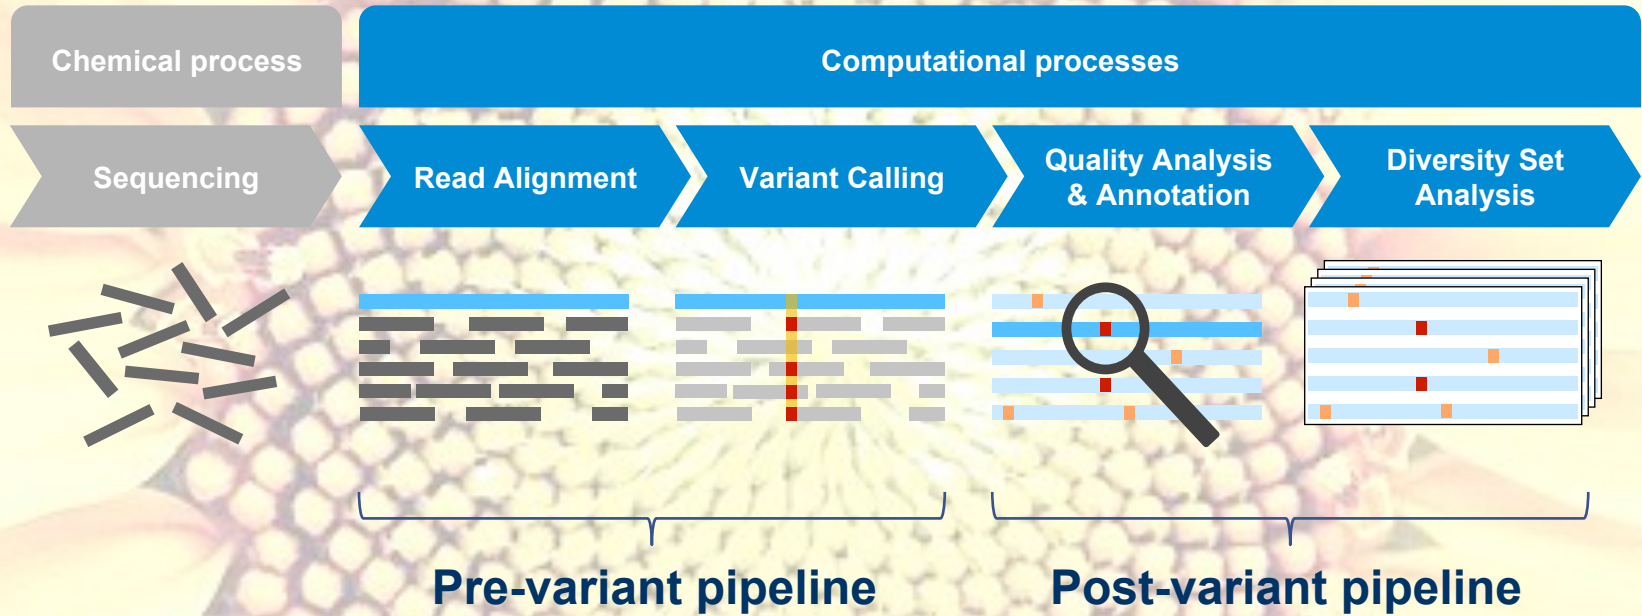 Chemical process
Computational processes
Sequencing
Read Alignment
Variant Calling
Quality Analysis
& Annotation
Diversity Set
Analysis
Pre-variant pipeline
Post-variant pipeline